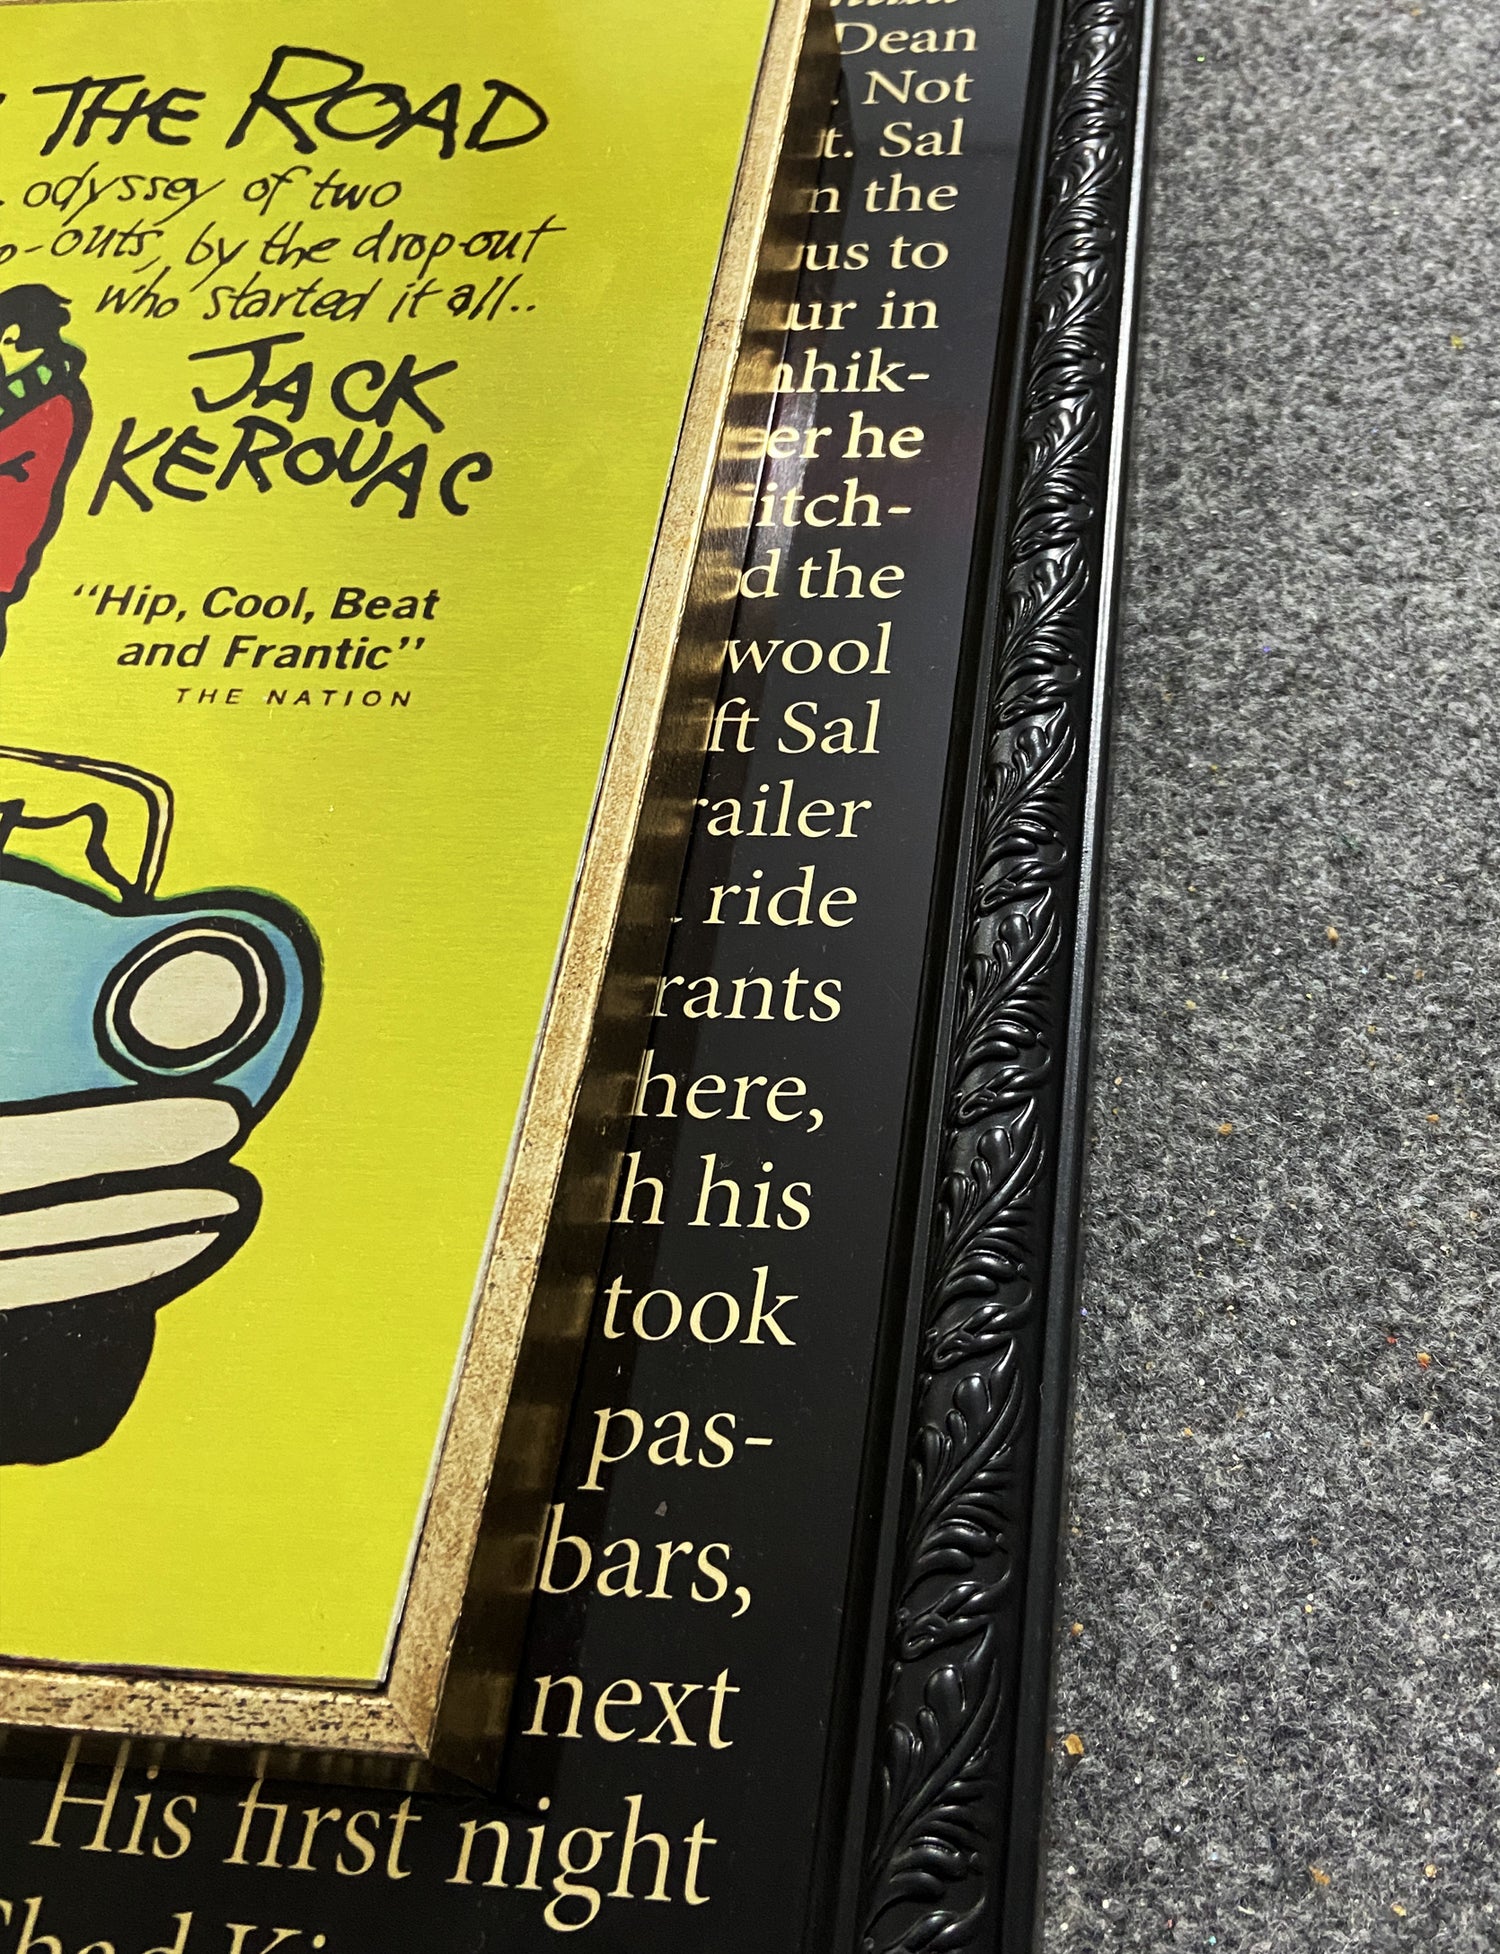 THE ROAD
odyssey of two
-outs, by the drop-out
who started it all..
JACK
KEROUAC
“Hip, Cool, Beat
and Frantic”
THE NATION
Dean
. Not
t. Sal
n the
us to
ur in
hhik-
er he
itch-
d the
wool
ft Sal
railer
ride
rants
here,
h his
took
pas-
bars,
next
His first night